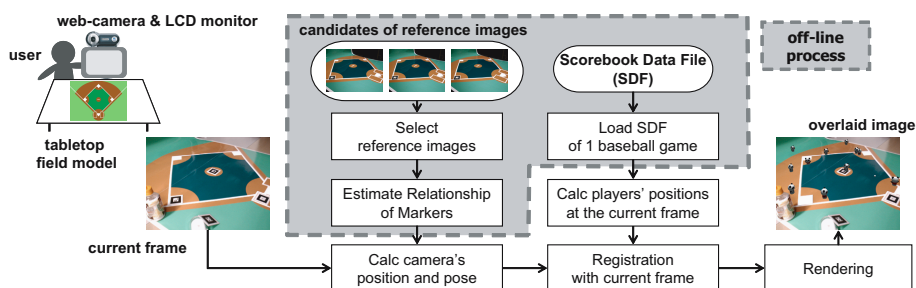 web-camera & LCD monitor
user
tabletop
field model
current frame
candidates of reference images
Select
reference images
Estimate Relationship
of Markers
Calc camera's
position and pose
Scorebook Data File
(SDF)
Load SDF
of 1 baseball game
Calc players' positions
at the current frame
Registration
with current frame
off-line
process
overlaid image
Rendering